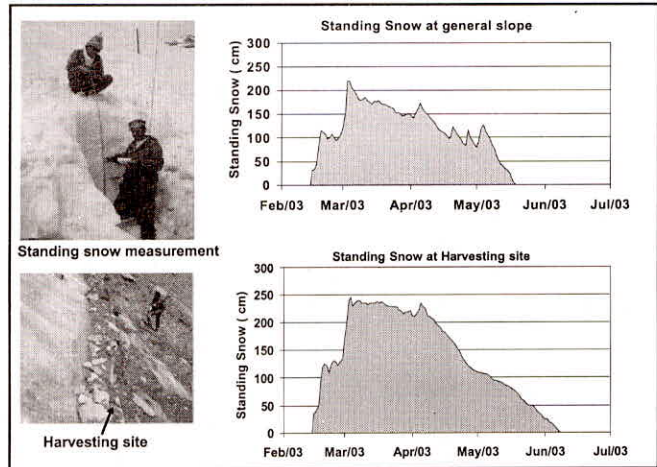 Standing snow measurement
Harvesting site
Standing Snow at general slope
Standing Snow ( cm)
300
250
200
150
100
50
0
Feb/03 Mar/03 Apr/03 May/03 Jun/03 Jul/03
Standing Snow at Harvesting site
Standing Snow ( cm)
300
250
200
150
100
50
0
Feb/03 Mar/03 Apr/03 May/03 Jun/03 Jul/03